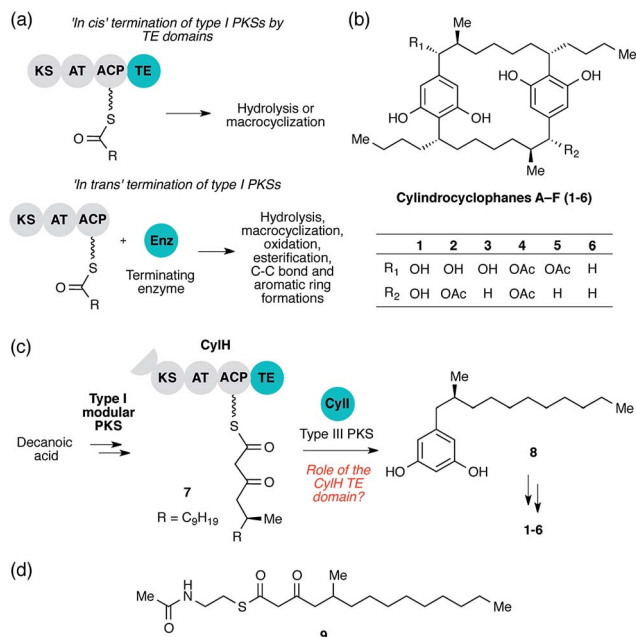 (a)
'In cis' termination of type I PKSs by
TE domains
KS AT ACP TE
S
O
R
Hydrolysis or
macrocyclization
'In trans' termination of type I PKSs
KS AT ACP
S
O
R
+
Enz
Terminating
enzyme
Hydrolysis,
macrocyclization,
oxidation,
esterification,
C-C bond and
aromatic ring
formations
(b)
Me
R1
Me
HO
OH
HO
OH
Me
Me
R2
Cylindrocyclophanes A–F (1-6)
1 2 3 4 5 6
R1 OH OH OH OAc OAc H
R2 OH OAc H OAc H H
(c)
CylH
KS AT ACP TE
Decanoic
acid
Type I
modular
PKS
S
O
O
Me
R
7
R = C9H19
CylI
Type III PKS
Role of the
CylH TE
domain?
Me
Me
HO
OH
8
1-6
(d)
Me
O
H
N
S
O
O
Me
Me
9